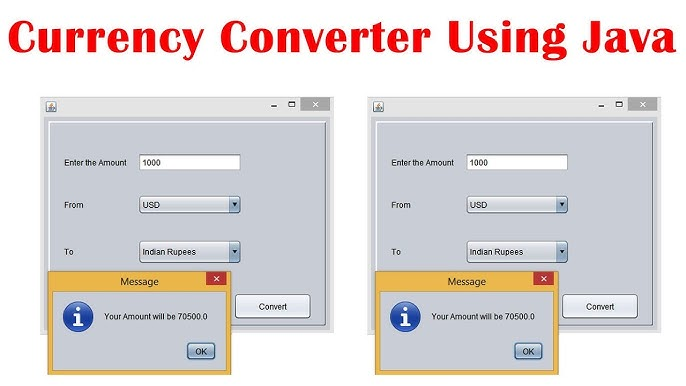 Currency Converter Using Java
Enter the Amount 1000
From USD
To Indian Rupees
Message
Your Amount will be 70500.0
Convert
OK
Enter the Amount 1000
From USD
To Indian Rupees
Message
Your Amount will be 70500.0
Convert
OK